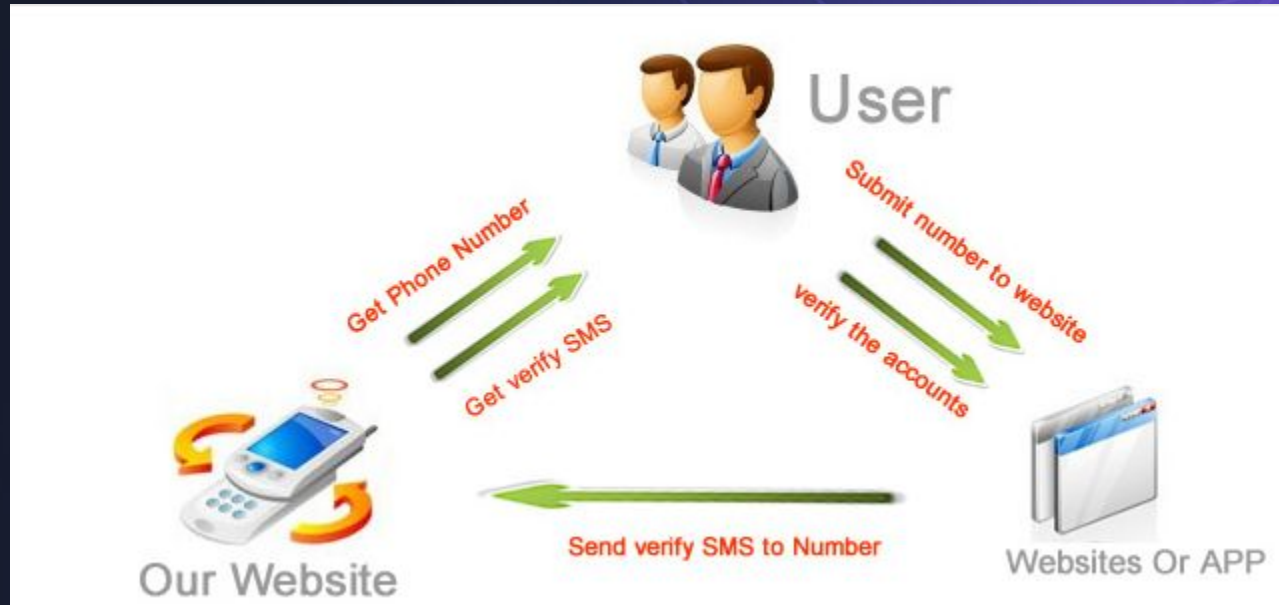 User
Submit number to website
Get Phone Number
verify the accounts
Get verify SMS
Send verify SMS to Number
Our Website
Websites Or APP